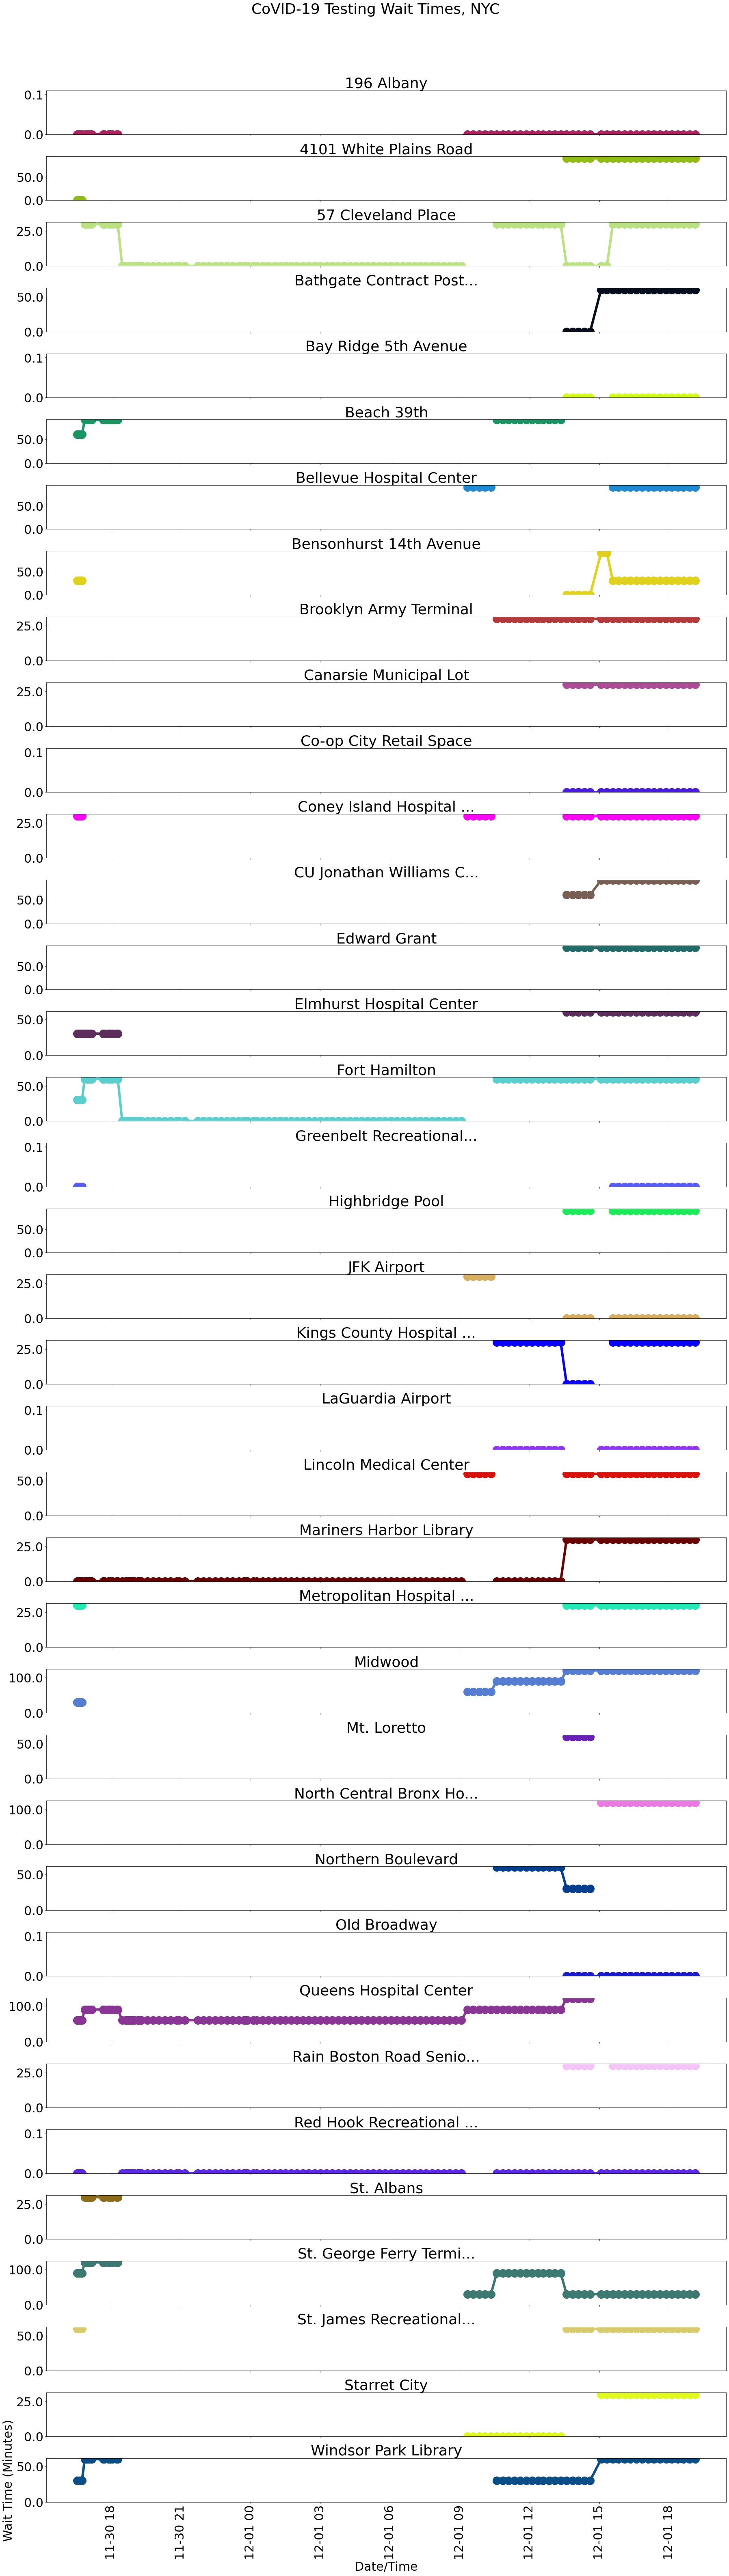 CoVID-19 Testing Wait Times, NYC
196 Albany
0.1
0.0
4101 White Plains Road
50.0
0.0
57 Cleveland Place
25.0
0.0
Bathgate Contract Post...
50.0
0.0
Bay Ridge 5th Avenue
0.1
0.0
Beach 39th
50.0
0.0
Bellevue Hospital Center
50.0
0.0
Bensonhurst 14th Avenue
50.0
0.0
Brooklyn Army Terminal
25.0
0.0
Canarsie Municipal Lot
25.0
0.0
Co-op City Retail Space
0.1
0.0
Coney Island Hospital ...
25.0
0.0
CU Jonathan Williams C...
50.0
0.0
Edward Grant
50.0
0.0
Elmhurst Hospital Center
50.0
0.0
Fort Hamilton
50.0
0.0
Greenbelt Recreational...
0.1
0.0
Highbridge Pool
50.0
0.0
JFK Airport
25.0
0.0
Kings County Hospital ...
25.0
0.0
LaGuardia Airport
0.1
0.0
Lincoln Medical Center
50.0
0.0
Mariners Harbor Library
25.0
0.0
Metropolitan Hospital ...
25.0
0.0
Midwood
100.0
0.0
Mt. Loretto
50.0
0.0
North Central Bronx Ho...
100.0
0.0
Northern Boulevard
50.0
0.0
Old Broadway
0.1
0.0
Queens Hospital Center
100.0
0.0
Rain Boston Road Senio...
25.0
0.0
Red Hook Recreational ...
0.1
0.0
St. Albans
25.0
0.0
St. George Ferry Termi...
100.0
0.0
St. James Recreational...
50.0
0.0
Starret City
25.0
0.0
Windsor Park Library
50.0
0.0
Wait Time (Minutes)
11-30 18
11-30 21
12-01 00
12-01 03
12-01 06
12-01 09
12-01 12
12-01 15
12-01 18
Date/Time